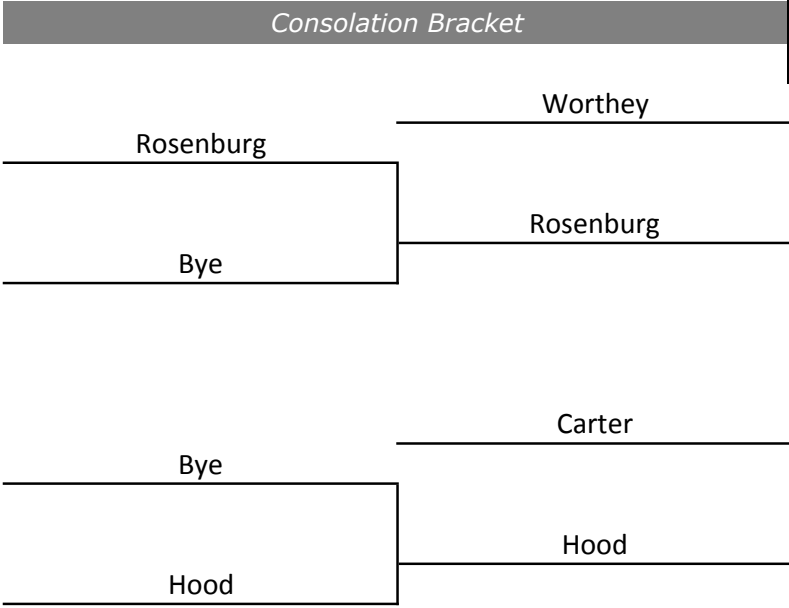 Consolation Bracket
Worthey
Rosenburg
Rosenburg
Bye
Carter
Bye
Hood
Hood